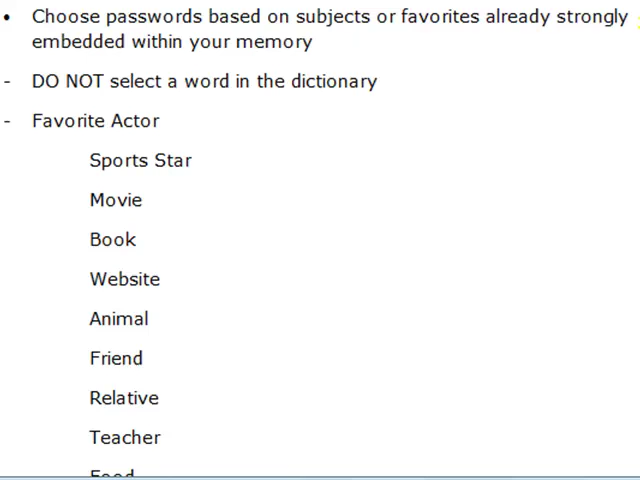 • Choose passwords based on subjects or favorites already strongly
embedded within your memory
- DO NOT select a word in the dictionary
- Favorite Actor
Sports Star
Movie
Book
Website
Animal
Friend
Relative
Teacher
Food